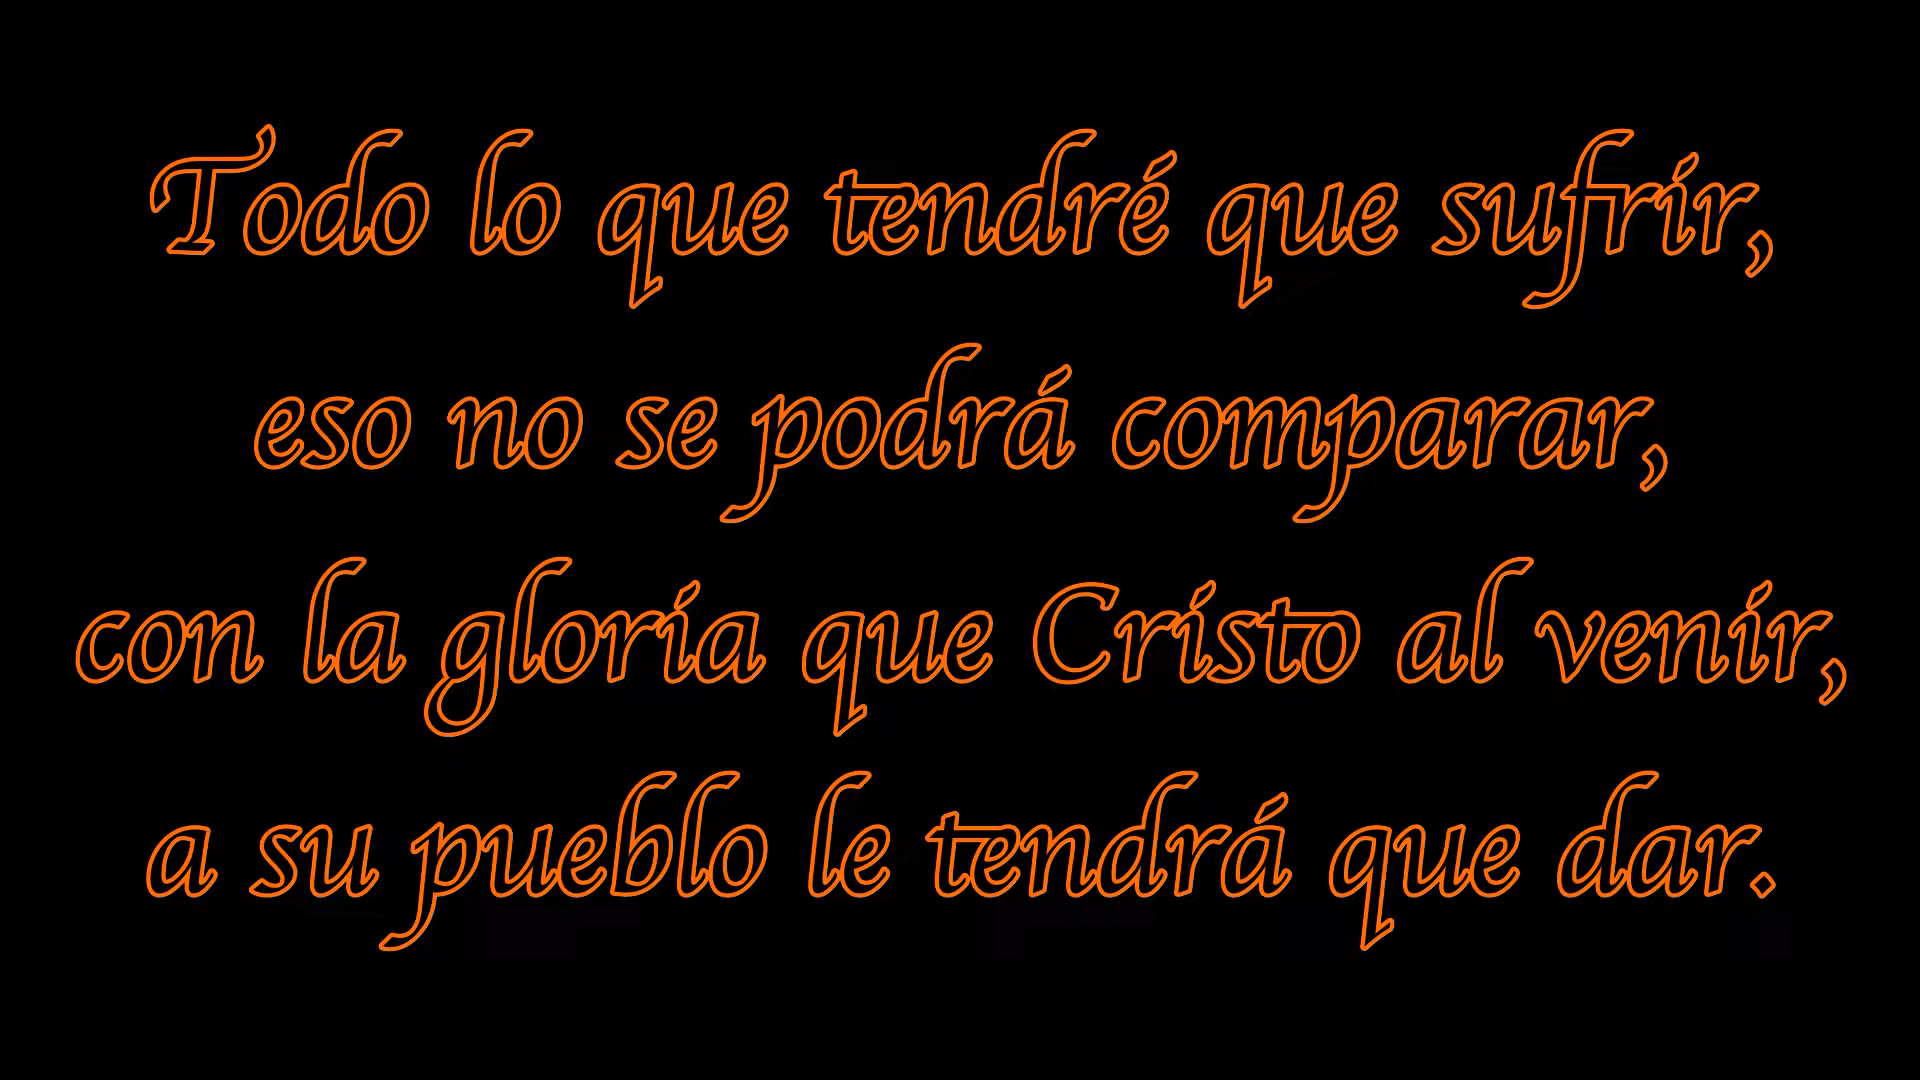 Todo lo que tendré que sufrir,
eso no se podrá comparar,
con la gloria que Cristo al venir,
a su pueblo le tendrá que dar.